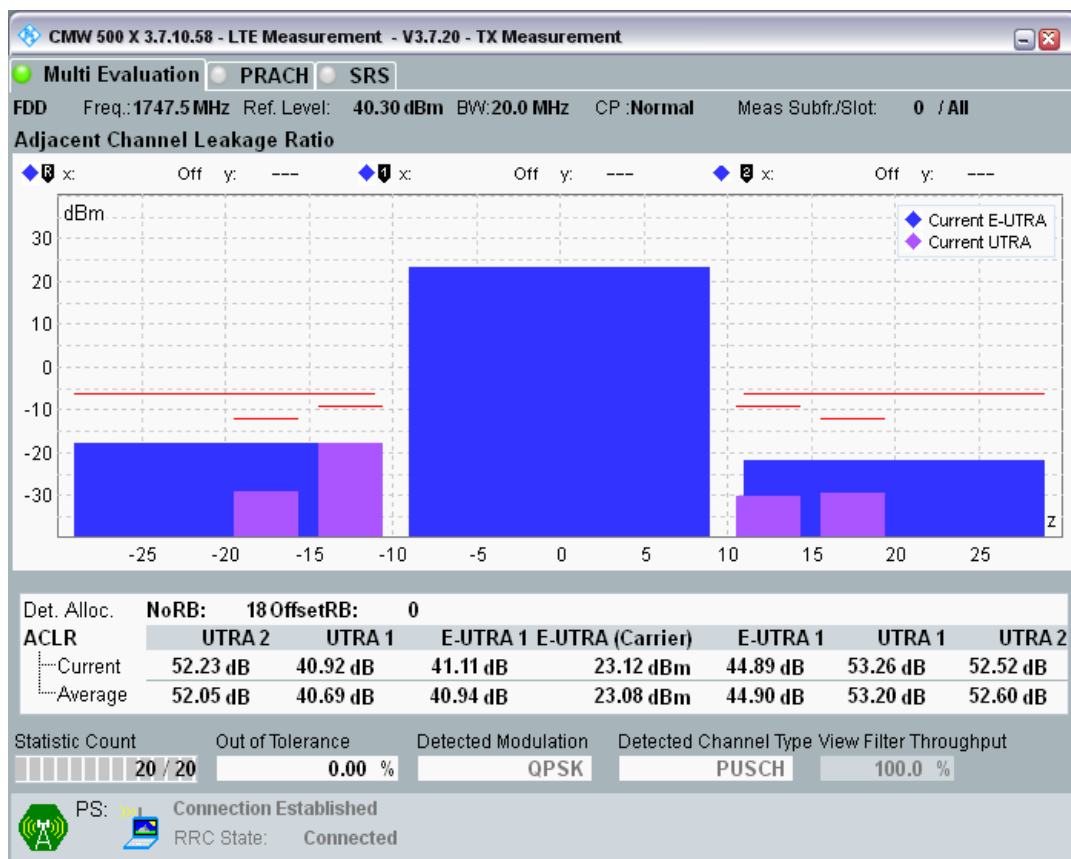 CMW 500 X 3.7.10.58 - LTE Measurement - V3.7.20 - TX Measurement
Multi Evaluation PRACH SRS
FDD Freq.:1747.5 MHz Ref. Level: 40.30 dBm BW:20.0 MHz CP :Normal Meas Subfr./Slot: 0 / All
Adjacent Channel Leakage Ratio
R x: Off y: --- 1 x: Off y: --- 2 x: Off y: ---
dBm
Current E-UTRA
Current UTRA
30
20
10
0
-10
-20
-30
z
-25 -20 -15 -10 -5 0 5 10 15 20 25
Det. Alloc. NoRB: 18 OffsetRB: 0
ACLR UTRA 2 UTRA 1 E-UTRA 1 E-UTRA (Carrier) E-UTRA 1 UTRA 1 UTRA 2
Current 52.23 dB 40.92 dB 41.11 dB 23.12 dBm 44.89 dB 53.26 dB 52.52 dB
Average 52.05 dB 40.69 dB 40.94 dB 23.08 dBm 44.90 dB 53.20 dB 52.60 dB
Statistic Count Out of Tolerance Detected Modulation Detected Channel Type View Filter Throughput
20 / 20 0.00 % QPSK PUSCH 100.0 %
PS: Connection Established
RRC State: Connected